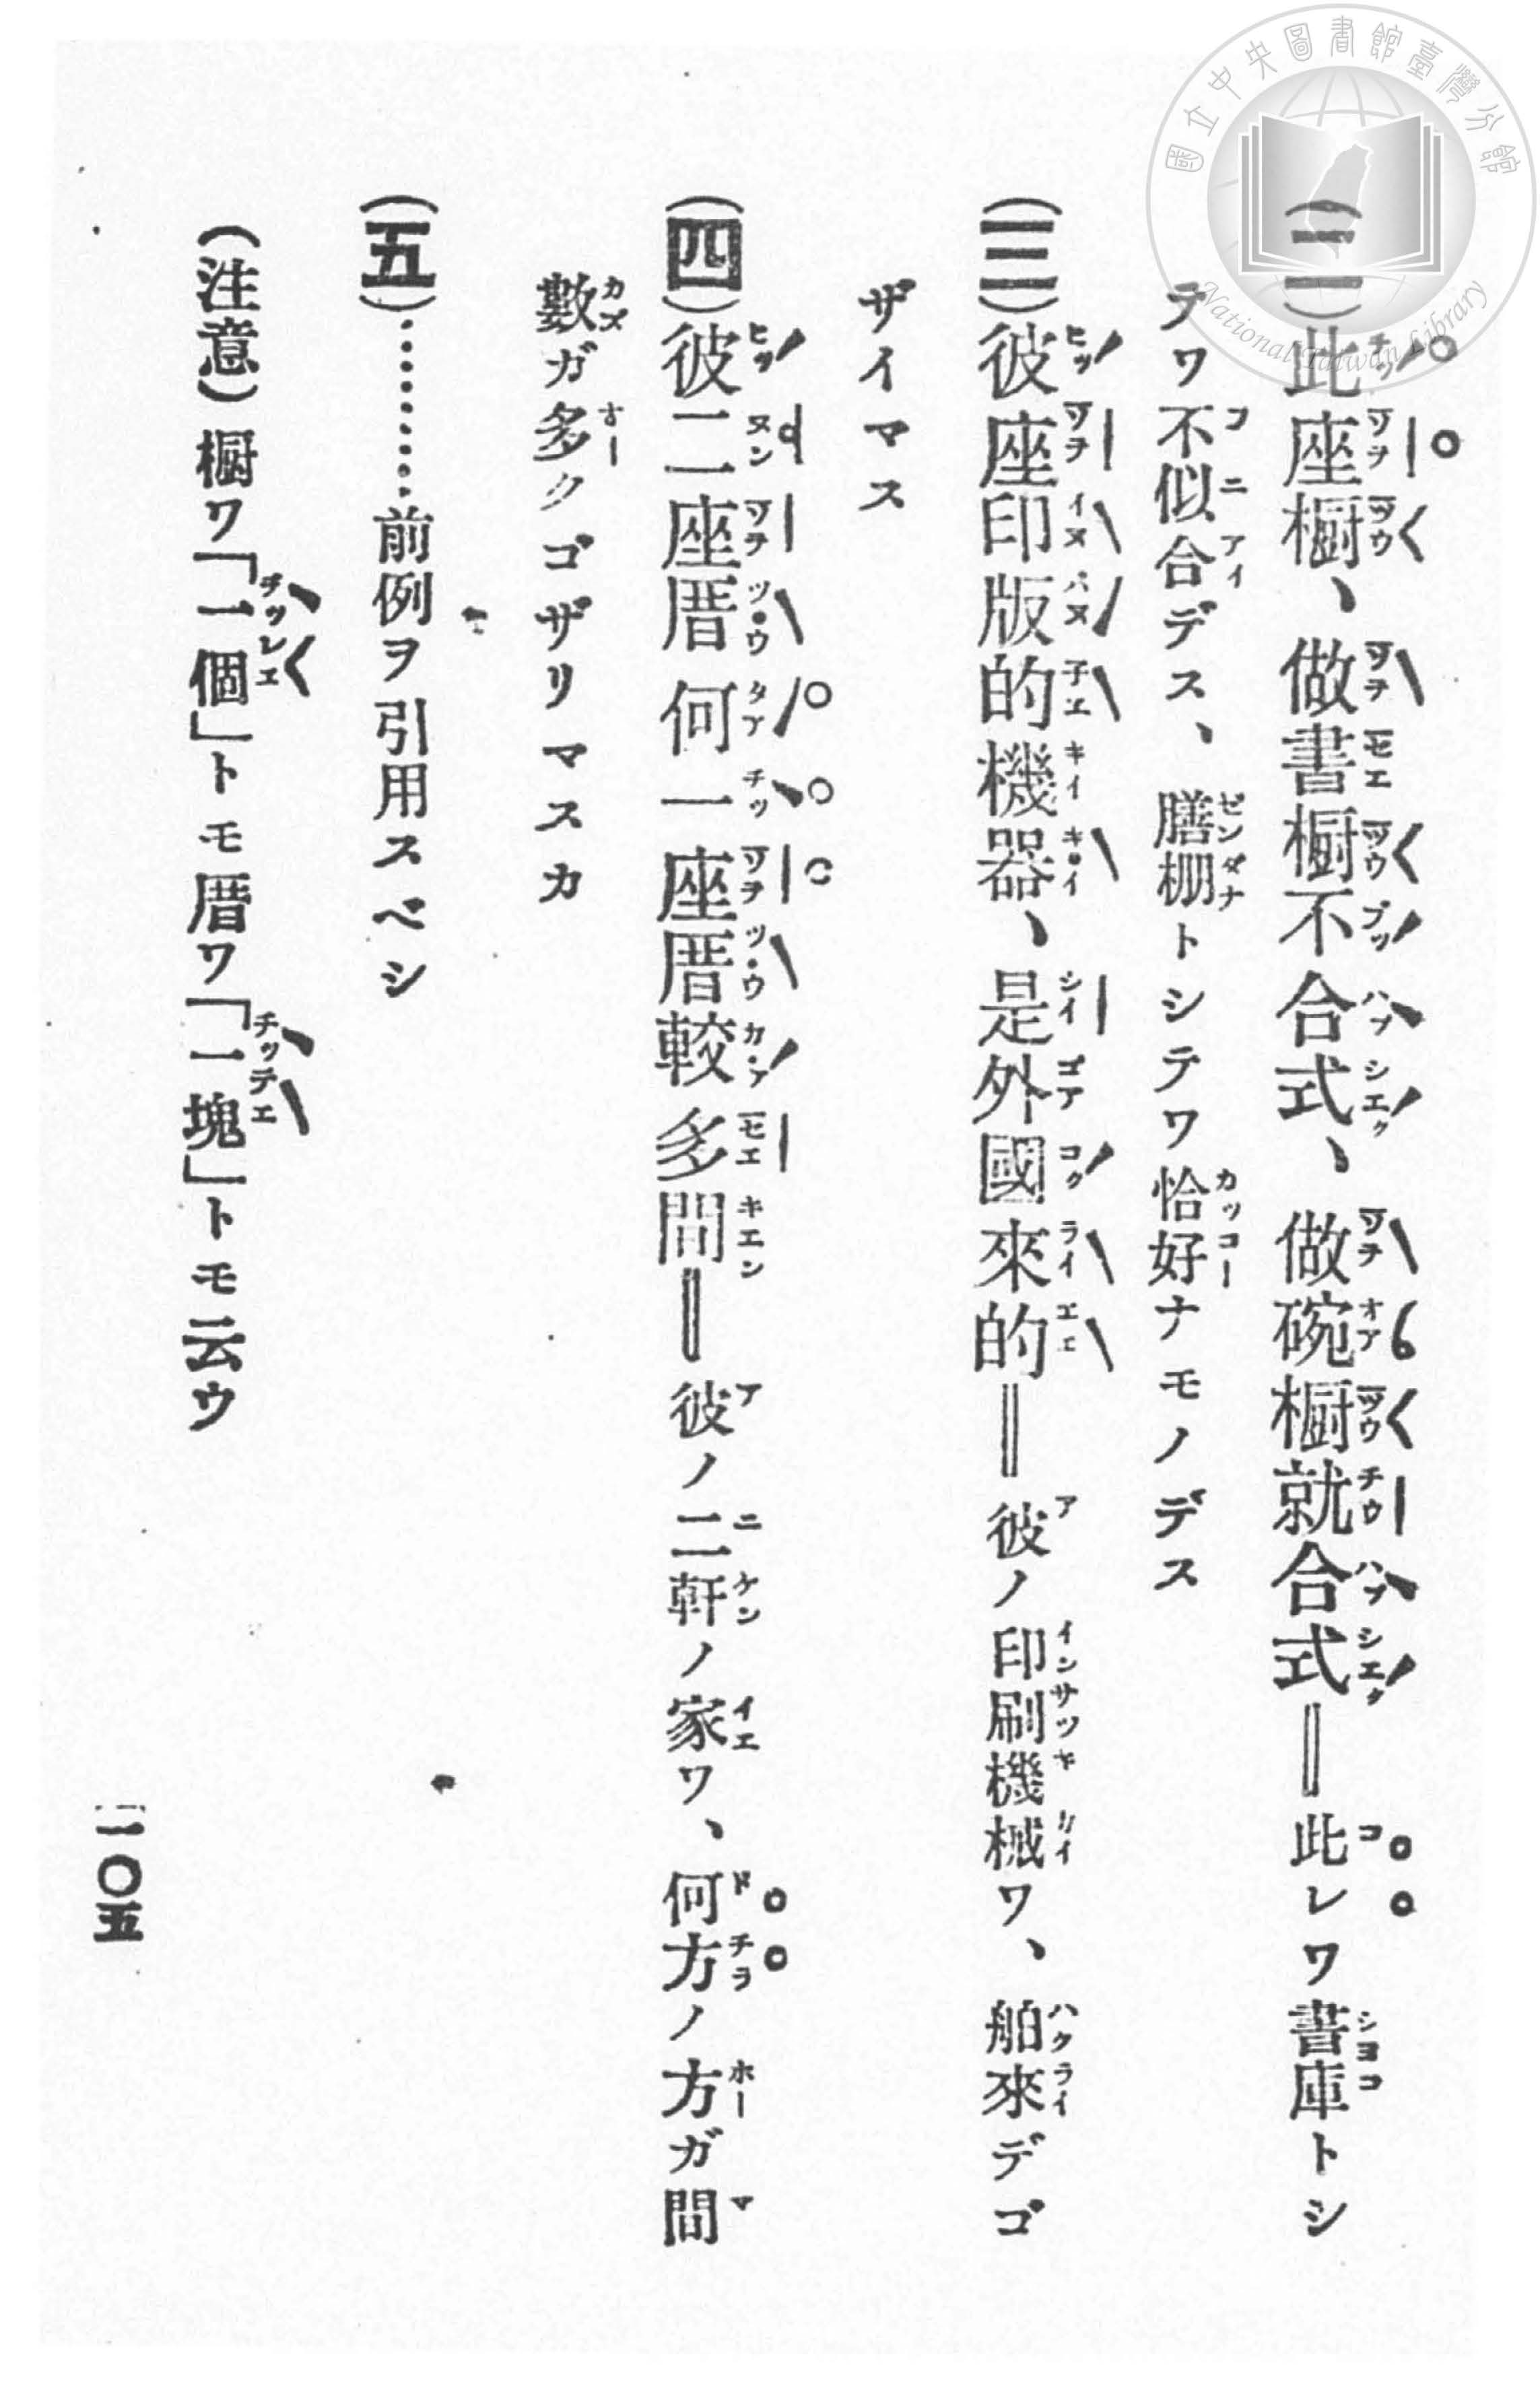 (二)此座櫥、做書櫥不合式、做碗櫥就合式＝此レワ書庫トシ
テワ不似合デス、膳棚トシテワ恰好ナモノデス
(三)彼座印版的機器、是外國來的＝彼ノ印刷機械ワ、舶來デゴ
ザイマス
(四)彼二座厝何一座厝較多間＝彼ノ二軒ノ家ワ、何方ノ方ガ間
數ガ多クゴザリマスカ
(五)………前例ヲ引用スベシ
(注意)櫥ワ「一個」トモ厝ワ「一塊」トモ云ウ
一〇五
國立中央圖書館臺灣分館
National Taiwan Library